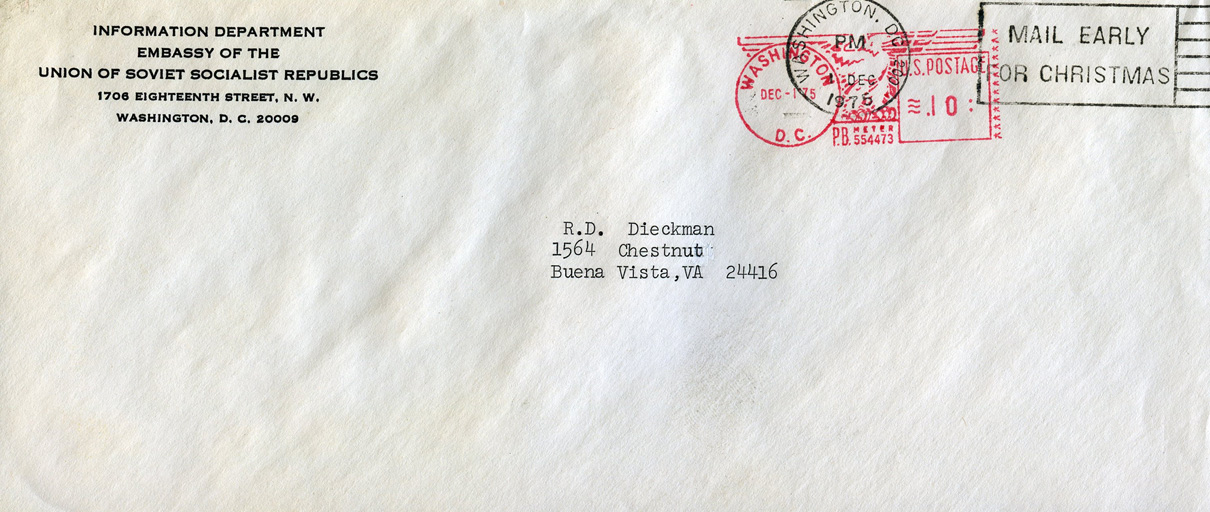 INFORMATION DEPARTMENT
EMBASSY OF THE
UNION OF SOVIET SOCIALIST REPUBLICS
1706 EIGHTEENTH STREET, N. W.
WASHINGTON, D. C. 20009
WASHINGTON
DEC-1'75
D.C.
P.B. METER
554473
U.S. POSTAGE
.10
WASHINGTON, D.C.
PM
DEC
1975
MAIL EARLY
FOR CHRISTMAS
R.D. Dieckman
1564 Chestnut
Buena Vista,VA 24416